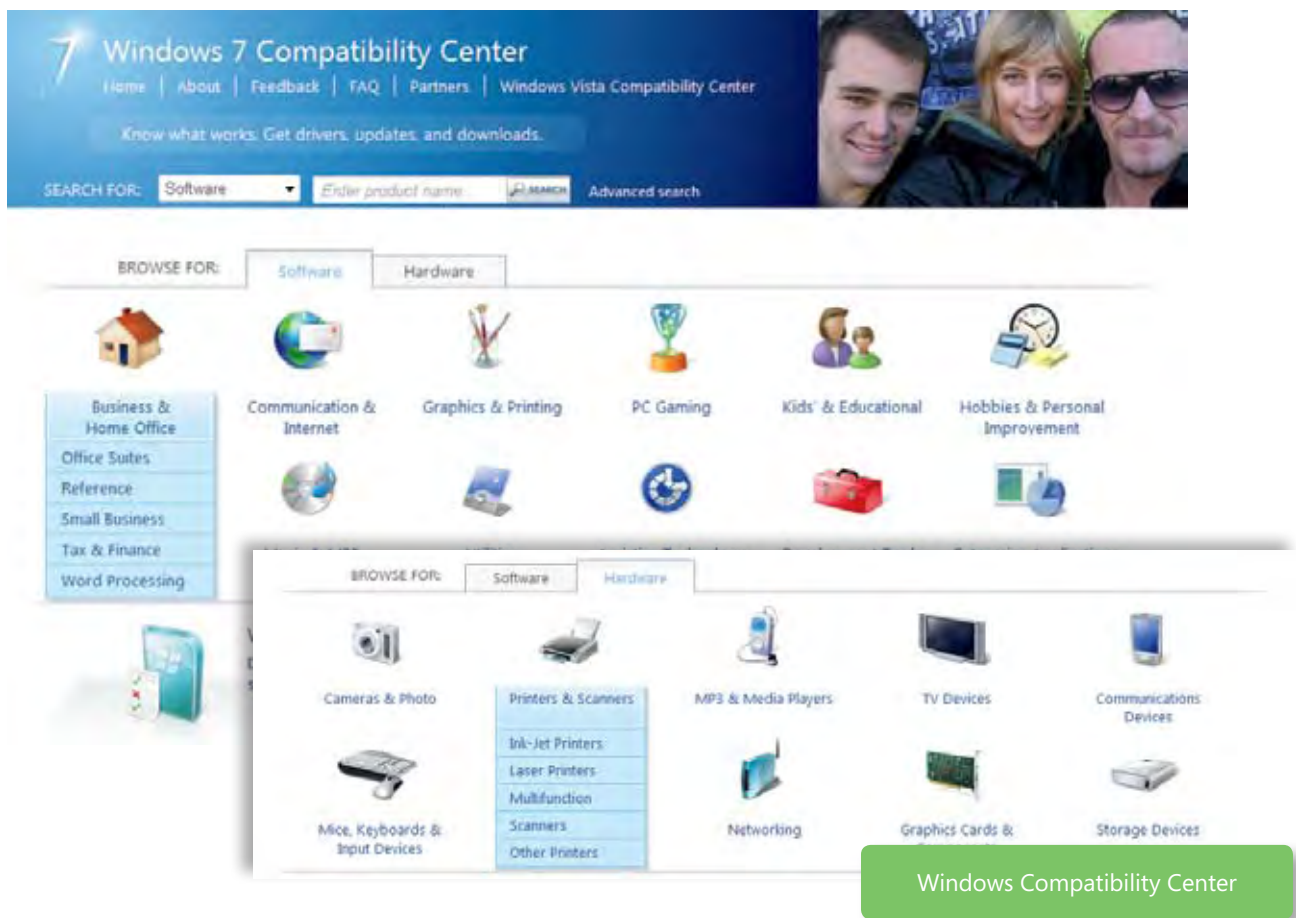 Windows 7 Compatibility Center
Home | About | Feedback | FAQ | Partners | Windows Vista Compatibility Center
Know what works. Get drivers, updates, and downloads.
SEARCH FOR: Software Enter product name SEARCH Advanced search
BROWSE FOR: Software Hardware
Business &
Home Office
Communication &
Internet
Graphics & Printing
PC Gaming
Kids' & Educational
Hobbies & Personal
Improvement
Office Suites
Reference
Small Business
Tax & Finance
Word Processing
BROWSE FOR: Software Hardware
Cameras & Photo
Printers & Scanners
MP3 & Media Players
TV Devices
Communications
Devices
Ink-Jet Printers
Laser Printers
Multifunction
Scanners
Other Printers
Mice, Keyboards &
Input Devices
Networking
Graphics Cards &
Storage Devices
Windows Compatibility Center